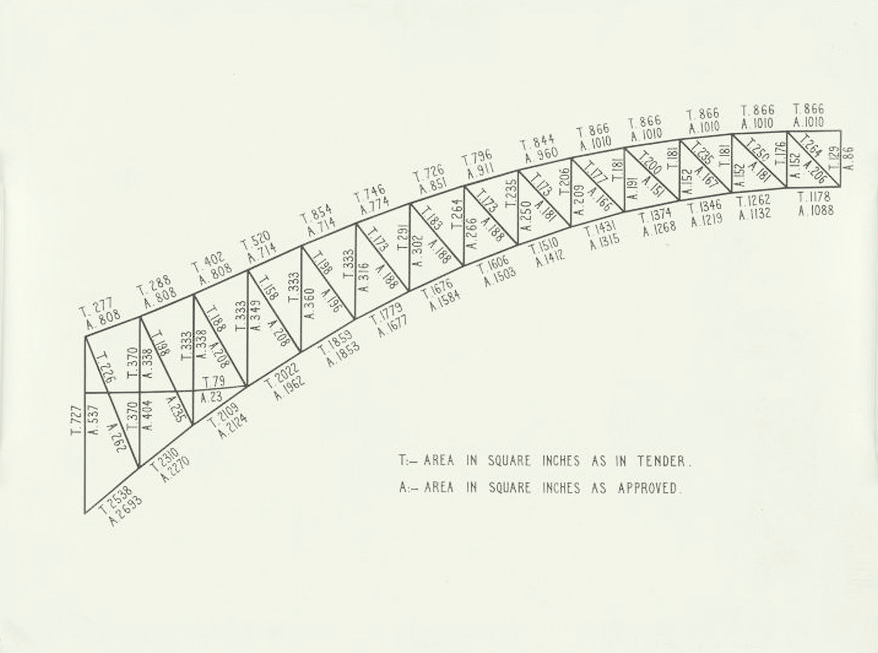 T. 277
A. 808
T. 288
A. 808
T. 402
A. 808
T. 520
A. 714
T. 854
A. 714
T. 746
A. 774
T. 726
A. 851
T. 796
A. 911
T. 844
A. 960
T. 866
A. 1010
T. 866
A. 1010
T. 866
A. 1010
T. 866
A. 1010
T. 866
A. 1010
T. 727
A. 537
T. 226
A. 262
T. 370
A. 338
T. 370
A. 404
T. 198
A. 235
T. 333
A. 338
T. 188
A. 208
T. 79
A. 23
T. 333
A. 349
T. 158
A. 208
T. 333
A. 360
T. 198
A. 196
T. 333
A. 316
T. 173
A. 188
T. 291
A. 302
T. 183
A. 188
T. 264
A. 266
T. 173
A. 188
T. 235
A. 250
T. 173
A. 181
T. 206
A. 209
T. 177
A. 166
T. 181
A. 191
T. 200
A. 151
T. 181
A. 152
T. 235
A. 167
T. 181
A. 152
T. 250
A. 181
T. 176
A. 152
T. 264
A. 206
T. 129
A. 86
T. 2538
A. 2693
T. 2310
A. 2270
T. 2109
A. 2124
T. 2022
A. 1962
T. 1859
A. 1853
T. 1779
A. 1677
T. 1676
A. 1584
T. 1606
A. 1503
T. 1510
A. 1412
T. 1431
A. 1315
T. 1374
A. 1268
T. 1346
A. 1219
T. 1262
A. 1132
T. 1178
A. 1088
T:– AREA IN SQUARE INCHES AS IN TENDER.
A:– AREA IN SQUARE INCHES AS APPROVED.